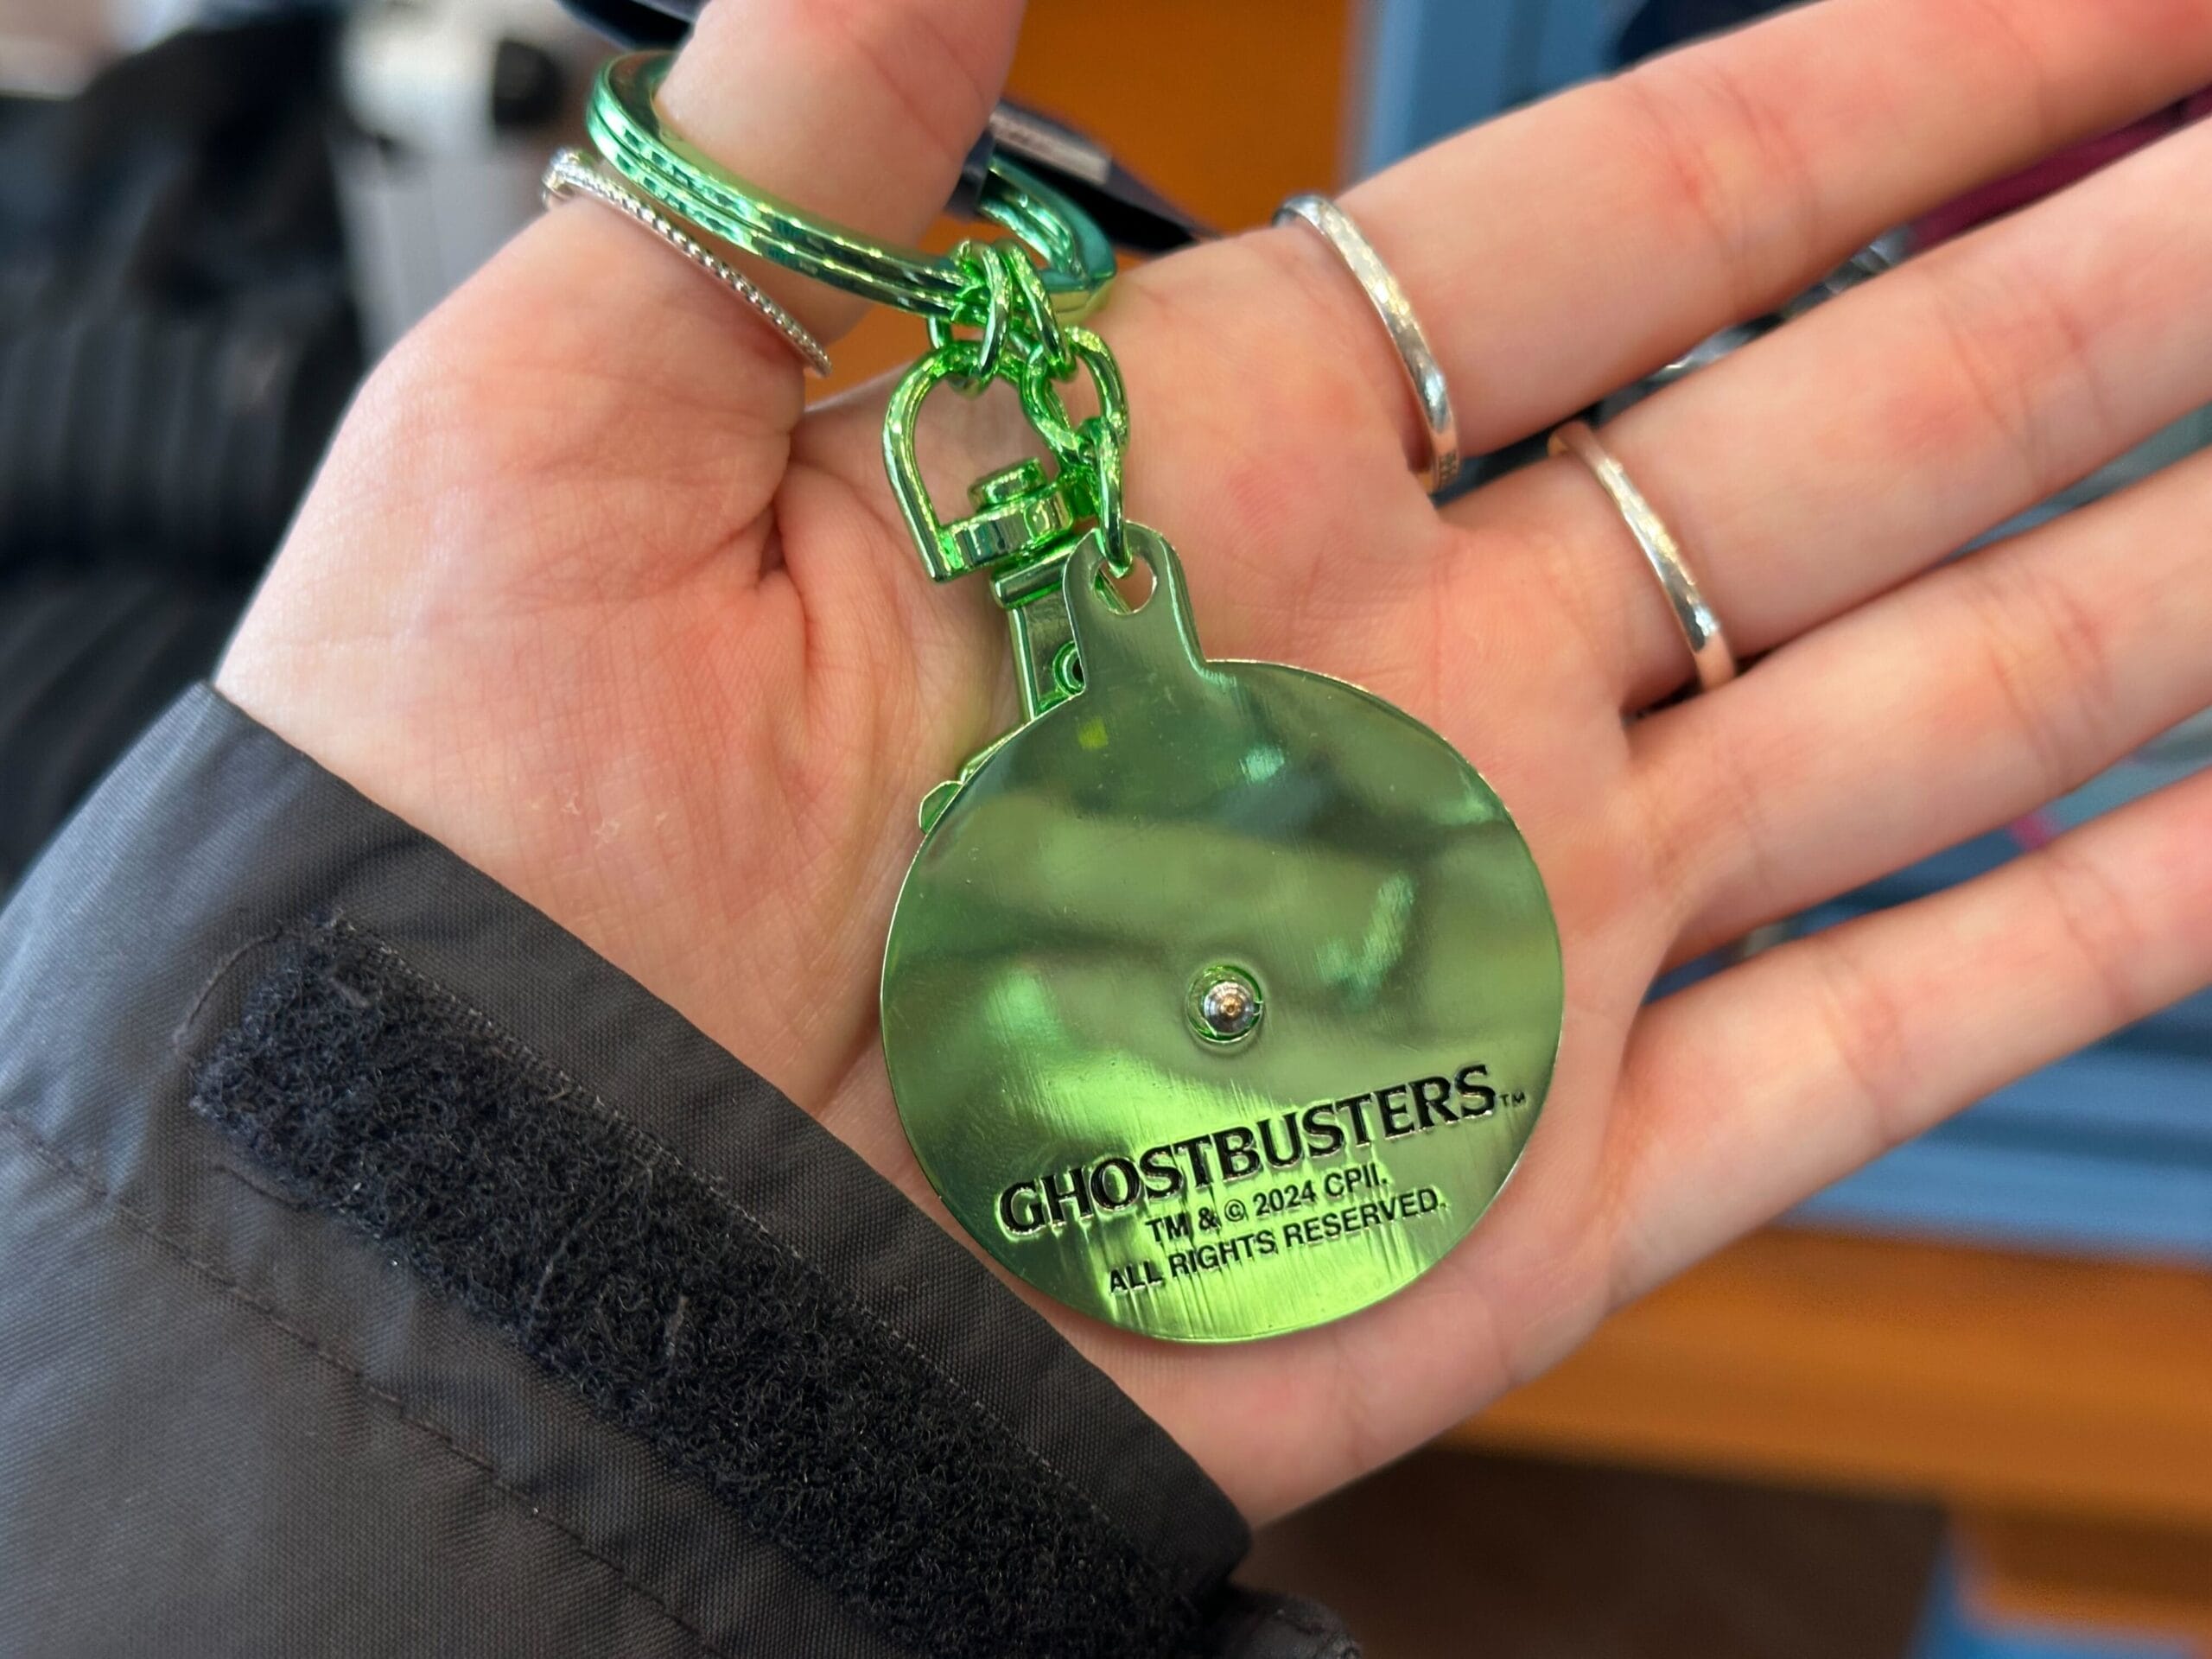 GHOSTBUSTERS™
TM & © 2024 CPII.
ALL RIGHTS RESERVED.